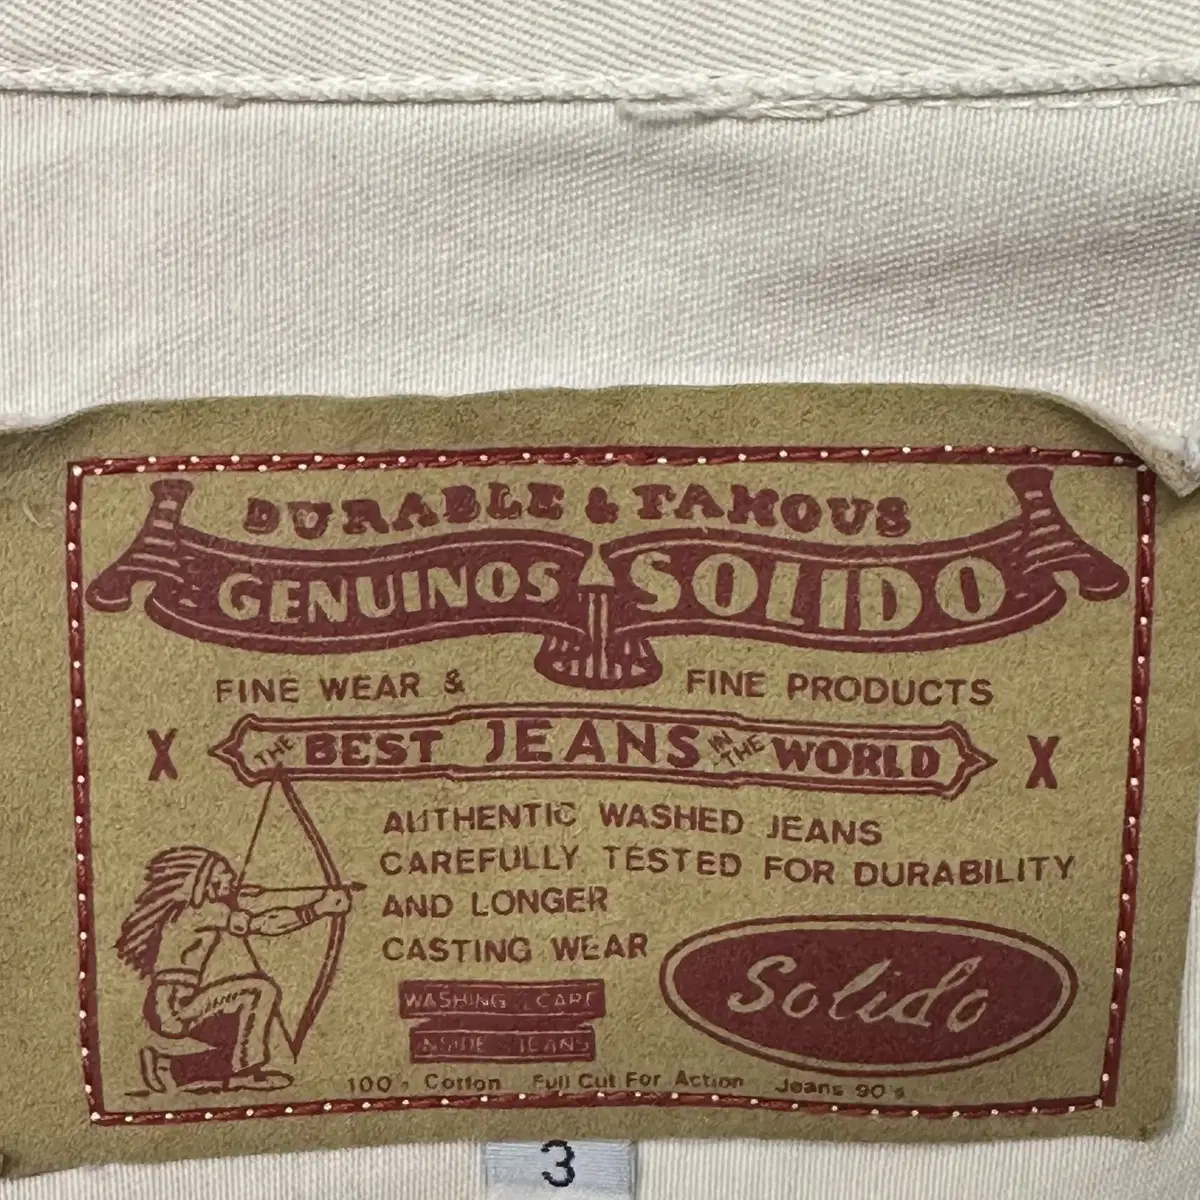 DURABLE & FAMOUS
GENUINOS SOLIDO
FINE WEAR & FINE PRODUCTS
X THE BEST JEANS IN THE WORLD X
AUTHENTIC WASHED JEANS
CAREFULLY TESTED FOR DURABILITY
AND LONGER
CASTING WEAR
Solido
WASHING & CARE
INSIDE JEANS
100% Cotton Full Cut For Action Jeans 90's
3